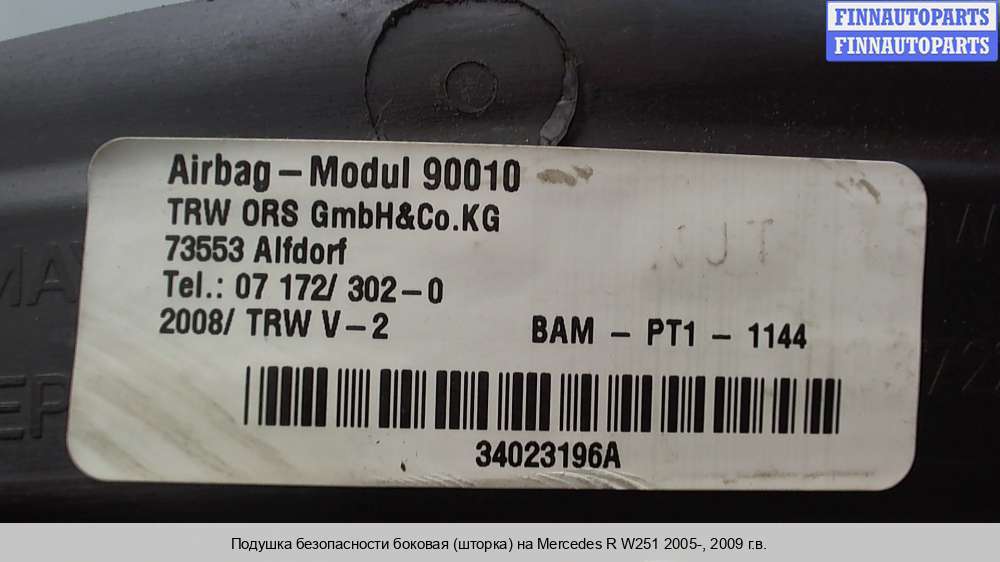 FINNAUTOPARTS
FINNAUTOPARTS
Airbag – Modul 90010
TRW ORS GmbH&Co.KG
73553 Alfdorf
Tel.: 07 172/ 302 – 0
2008/ TRW V – 2
BAM – PT1 – 1144
34023196A
Подушка безопасности боковая (шторка) на Mercedes R W251 2005-, 2009 г.в.